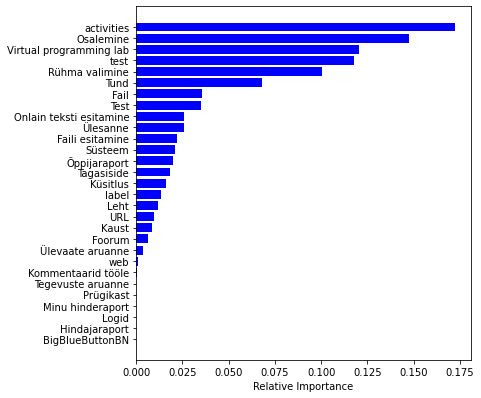 activities
Osalemine
Virtual programming lab
test
Rühma valimine
Tund
Fail
Test
Onlain teksti esitamine
Ülesanne
Faili esitamine
Süsteem
Õppijaraport
Tagasiside
Küsitlus
label
Leht
URL
Kaust
Foorum
Ülevaate aruanne
web
Kommentaarid tööle
Tegevuste aruanne
Prügikast
Minu hinderaport
Logid
Hindajaraport
BigBlueButtonBN
0.000 0.025 0.050 0.075 0.100 0.125 0.150 0.175
Relative Importance